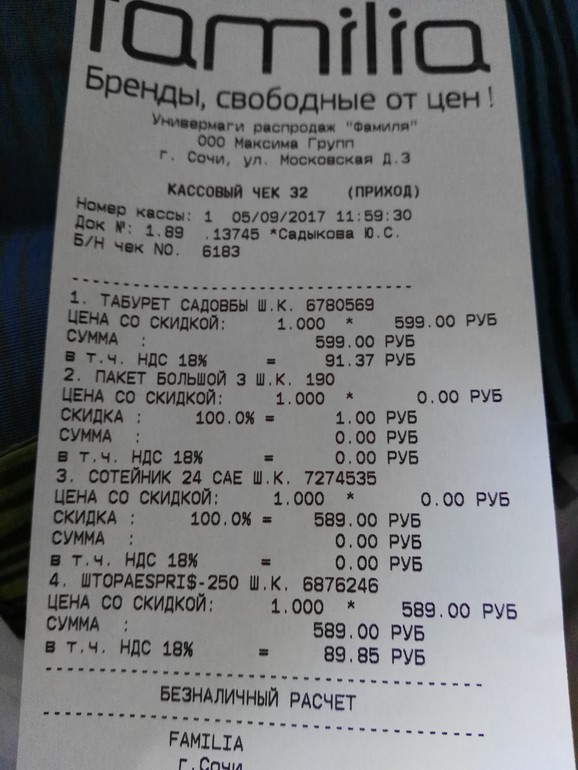 familia
Бренды, свободные от цен!
Универмаги распродаж "Фамиля"
ООО Максима Групп
г. Сочи, ул. Московская Д.3
КАССОВЫЙ ЧЕК 32 (ПРИХОД)
Номер кассы: 1 05/09/2017 11:59:30
Док №: 1.89 .13745 *Садыкова Ю.С.
Б/Н чек NO. 6183
1. ТАБУРЕТ САДОВВЫ Ш.К. 6780569
ЦЕНА СО СКИДКОЙ: 1.000 * 599.00 РУБ
СУММА : 599.00 РУБ
в т.ч. НДС 18% = 91.37 РУБ
2. ПАКЕТ БОЛЬШОЙ 3 Ш.К. 190
ЦЕНА СО СКИДКОЙ: 1.000 * 0.00 РУБ
СКИДКА : 100.0% = 1.00 РУБ
СУММА : 0.00 РУБ
в т.ч. НДС 18% = 0.00 РУБ
3. СОТЕЙНИК 24 САЕ Ш.К. 7274535
ЦЕНА СО СКИДКОЙ: 1.000 * 0.00 РУБ
СКИДКА : 100.0% = 589.00 РУБ
СУММА : 0.00 РУБ
в т.ч. НДС 18% = 0.00 РУБ
4. ШТОРАESPRI$-250 Ш.К. 6876246
ЦЕНА СО СКИДКОЙ: 1.000 * 589.00 РУБ
СУММА : 589.00 РУБ
в т.ч. НДС 18% = 89.85 РУБ
БЕЗНАЛИЧНЫЙ РАСЧЕТ
FAMILIA
г.Сочи